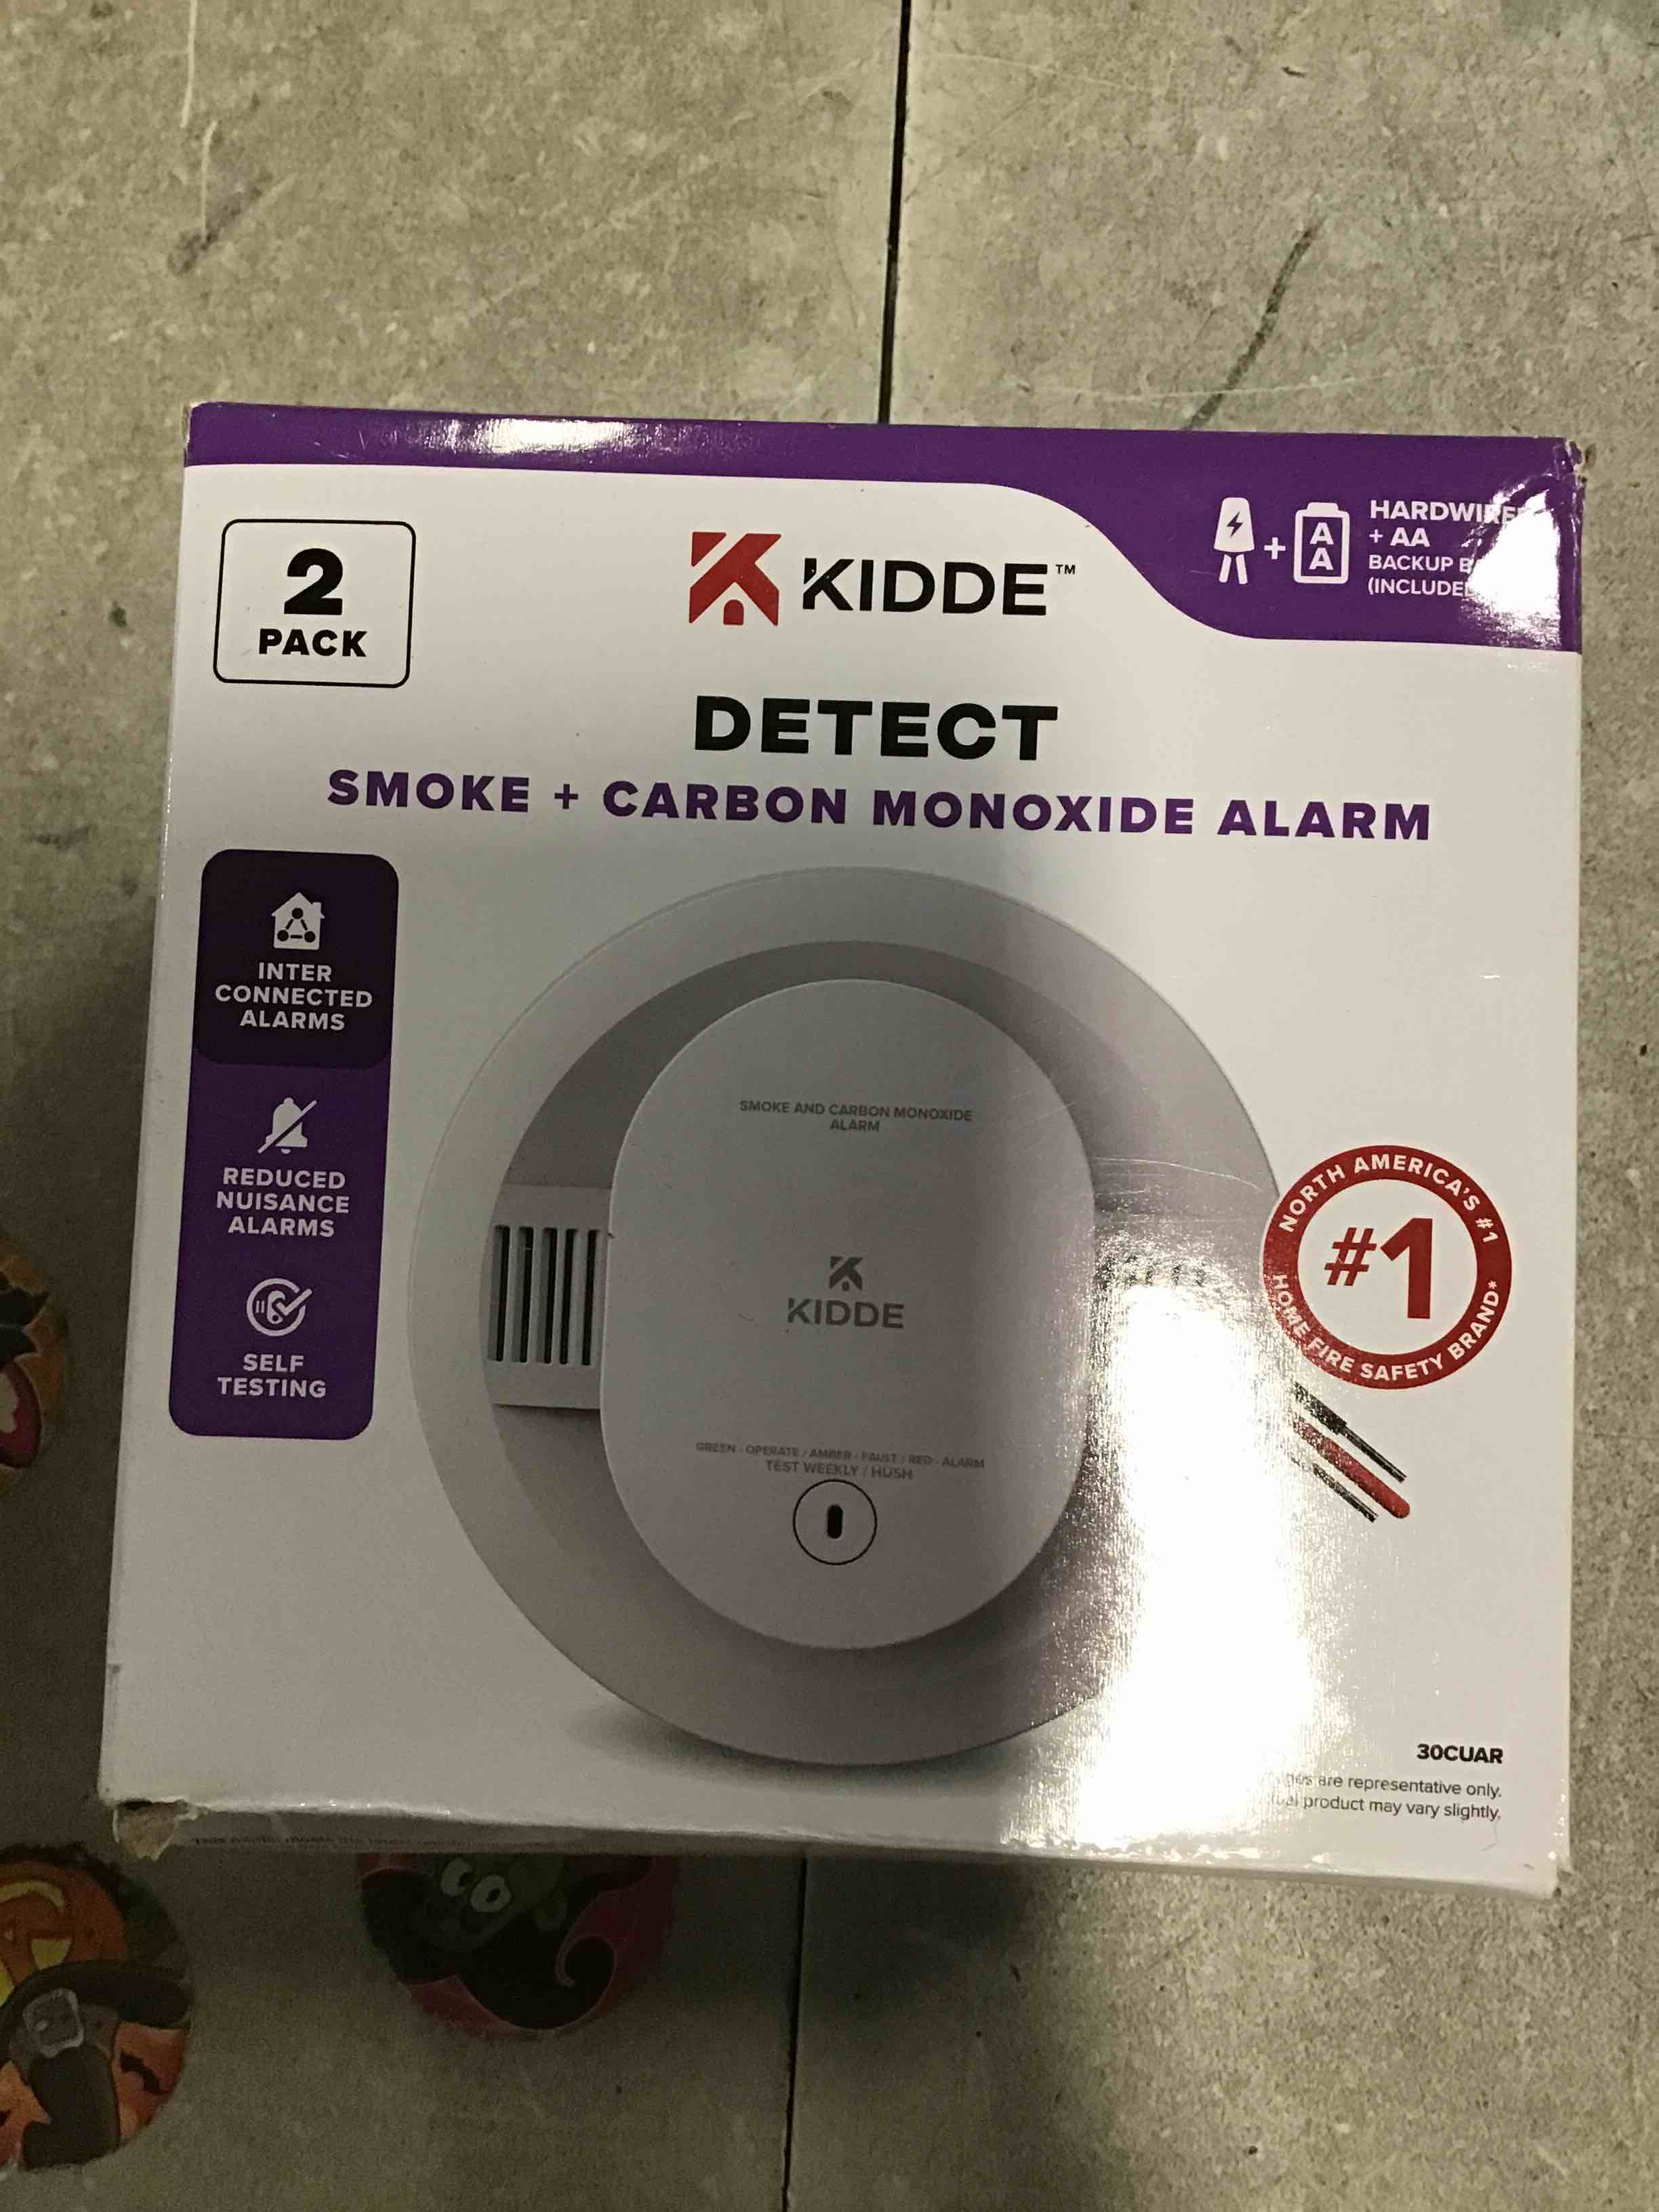 2
PACK
KIDDE™
HARDWIRED
+ AA
BACKUP
(INCLUDED
A
A
DETECT
SMOKE + CARBON MONOXIDE ALARM
INTER
CONNECTED
ALARMS
REDUCED
NUISANCE
ALARMS
SELF
TESTING
SMOKE AND CARBON MONOXIDE
ALARM
KIDDE
GREEN - OPERATE / AMBER - FAULT / RED - ALARM
TEST WEEKLY / HUSH
NORTH AMERICA'S #1
#1
HOME FIRE SAFETY BRAND*
30CUAR
are representative only.
product may vary slightly.